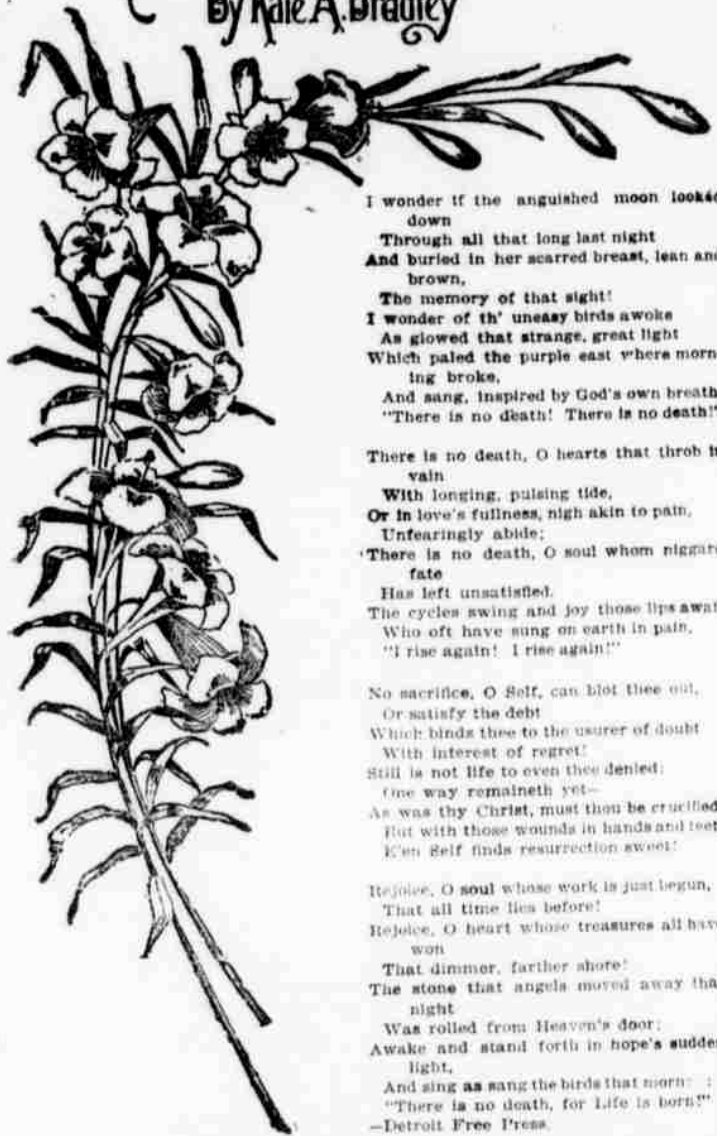 By Kate A. Bradley
I wonder if the anguished moon looked
down
Through all that long last night
And buried in her scarred breast, lean and
brown,
The memory of that sight!
I wonder of th' uneasy birds awoke
As glowed that strange, great light
Which paled the purple east where morn-
ing broke,
And sang, inspired by God's own breath
"There is no death! There is no death!"
There is no death, O hearts that throb in
vain
With longing, pulsing tide,
Or in love's fullness, nigh akin to pain,
Unfearingly abide;
There is no death, O soul whom niggard
fate
Has left unsatisfied.
The cycles swing and joy those lips await
Who oft have sung on earth in pain,
"I rise again! I rise again!"
No sacrifice, O Self, can blot thee out,
Or satisfy the debt
Which binds thee to the usurer of doubt
With interest of regret!
Still is not life to even thee denied;
One way remaineth yet—
As was thy Christ, must thou be crucified
But with those wounds in hands and feet
E'en Self finds resurrection sweet!
Rejoice, O soul whose work is just begun,
That all time lies before!
Rejoice, O heart whose treasures all have
won
That dimmer, farther shore!
The stone that angels moved away that
night
Was rolled from Heaven's door;
Awake and stand forth in hope's sudden
light,
And sing as sang the birds that morn:
"There is no death, for Life is born!"
—Detroit Free Press.